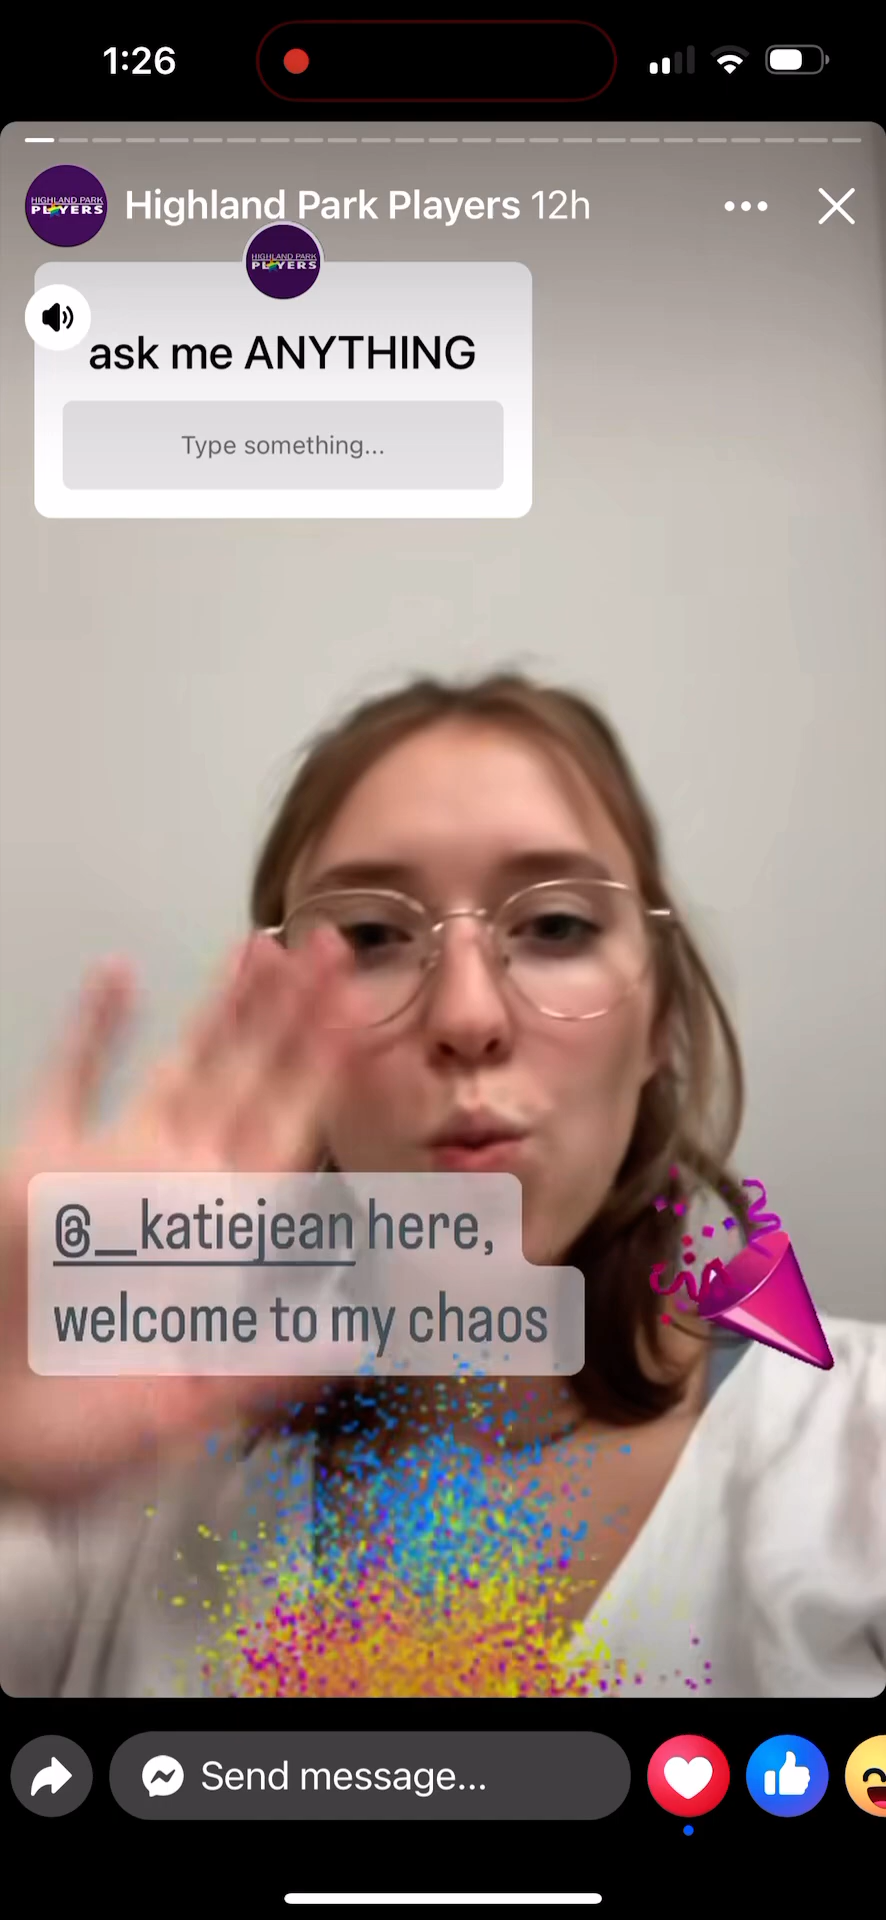 1:26
HIGHLAND PARK
PLAYERS
Highland Park Players 12h
HIGHLAND PARK
PLAYERS
ask me ANYTHING
Type something...
@__katiejean here,
welcome to my chaos
Send message...